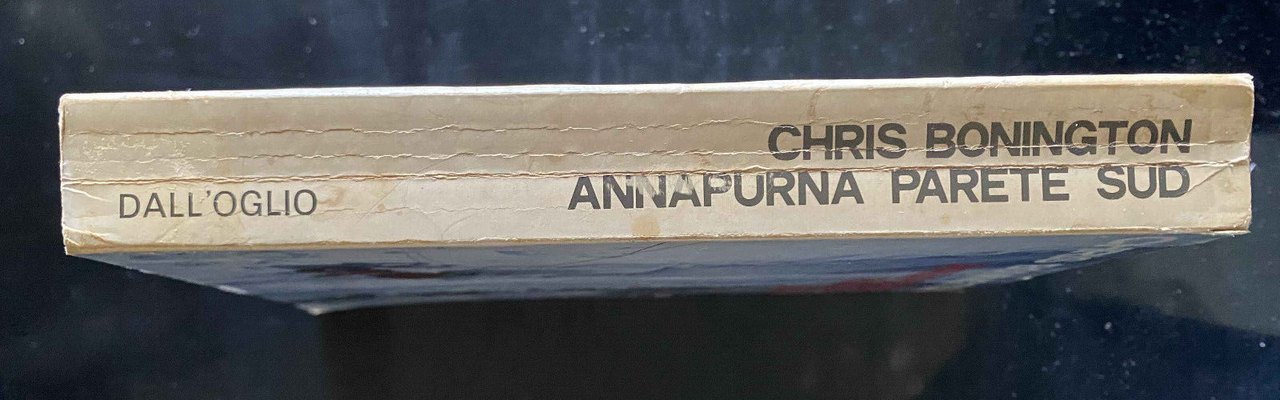 CHRIS BONINGTON
ANNAPURNA PARETE SUD
DALL'OGLIO